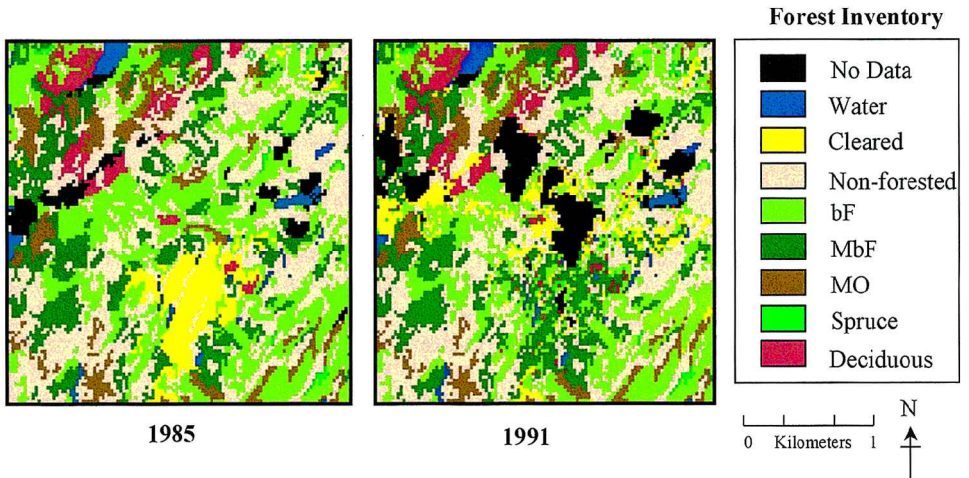 Forest Inventory
No Data
Water
Cleared
Non-forested
bF
MbF
MO
Spruce
Deciduous
1985
1991
0 Kilometers 1
N